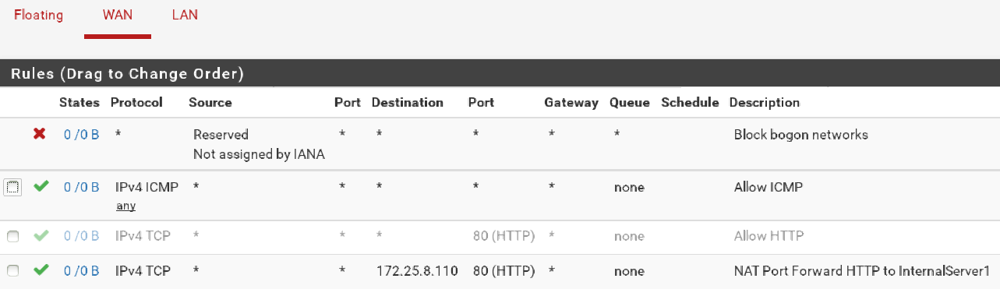 Floating WAN LAN
Rules (Drag to Change Order)
States Protocol Source Port Destination Port Gateway Queue Schedule Description
0 /0 B * Reserved * * * * * Block bogon networks
Not assigned by IANA
0 /0 B IPv4 ICMP * * * * * none Allow ICMP
any
0 /0 B IPv4 TCP * * * 80 (HTTP) * none Allow HTTP
0 /0 B IPv4 TCP * * 172.25.8.110 80 (HTTP) * none NAT Port Forward HTTP to InternalServer1